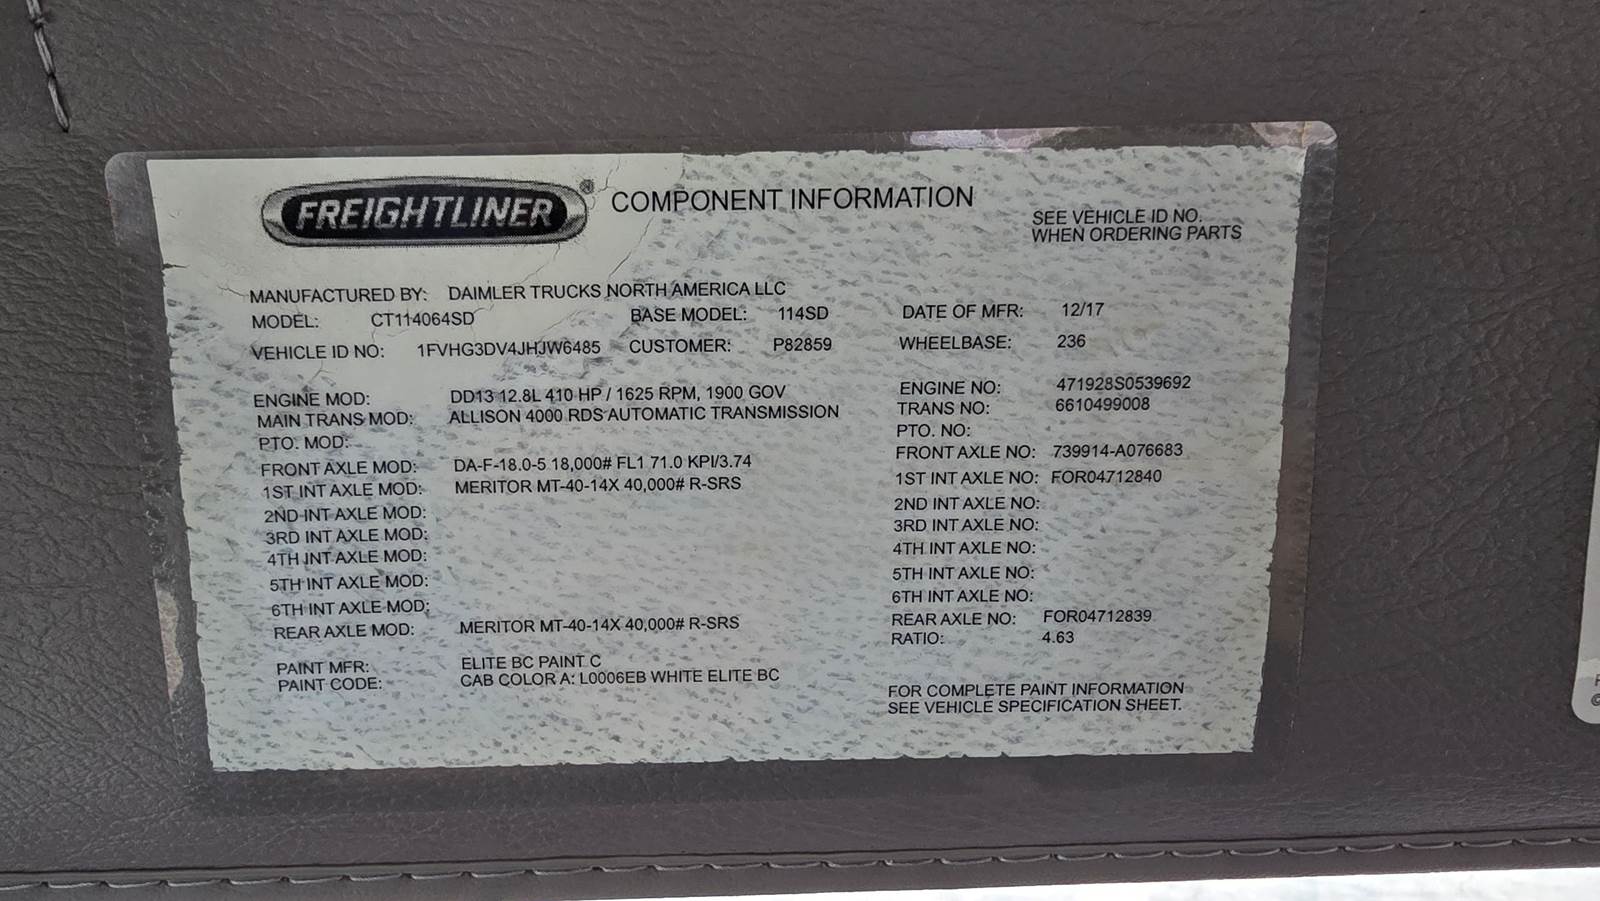 FREIGHTLINER® COMPONENT INFORMATION
SEE VEHICLE ID NO.
WHEN ORDERING PARTS
MANUFACTURED BY: DAIMLER TRUCKS NORTH AMERICA LLC
MODEL: CT114064SD BASE MODEL: 114SD DATE OF MFR: 12/17
VEHICLE ID NO: 1FVHG3DV4JHJW6485 CUSTOMER: P82859 WHEELBASE: 236
ENGINE MOD: DD13 12.8L 410 HP / 1625 RPM, 1900 GOV ENGINE NO: 471928S0539692
MAIN TRANS MOD: ALLISON 4000 RDS AUTOMATIC TRANSMISSION TRANS NO: 6610499008
PTO. MOD: PTO. NO:
FRONT AXLE MOD: DA-F-18.0-5 18,000# FL1 71.0 KPI/3.74 FRONT AXLE NO: 739914-A076683
1ST INT AXLE MOD: MERITOR MT-40-14X 40,000# R-SRS 1ST INT AXLE NO: FOR04712840
2ND INT AXLE MOD: 2ND INT AXLE NO:
3RD INT AXLE MOD: 3RD INT AXLE NO:
4TH INT AXLE MOD: 4TH INT AXLE NO:
5TH INT AXLE MOD: 5TH INT AXLE NO:
6TH INT AXLE MOD: 6TH INT AXLE NO:
REAR AXLE MOD: MERITOR MT-40-14X 40,000# R-SRS REAR AXLE NO: FOR04712839
RATIO: 4.63
PAINT MFR: ELITE BC PAINT C
PAINT CODE: CAB COLOR A: L0006EB WHITE ELITE BC
FOR COMPLETE PAINT INFORMATION
SEE VEHICLE SPECIFICATION SHEET.